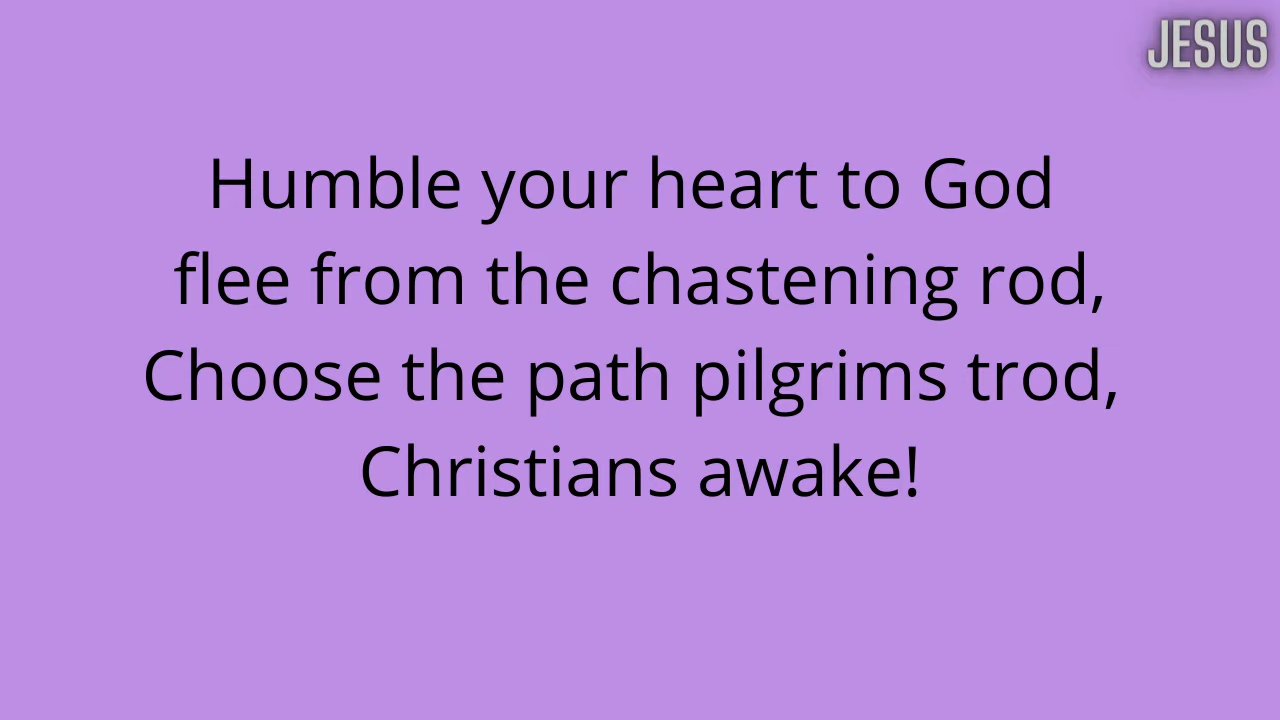 JESUS
Humble your heart to God
flee from the chastening rod,
Choose the path pilgrims trod,
Christians awake!